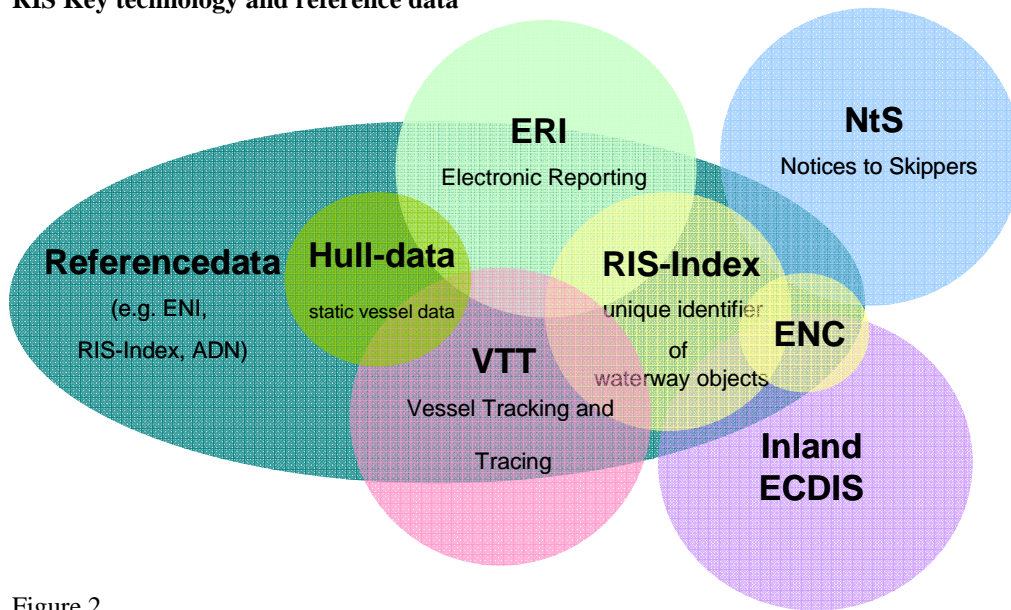 RIS Key technology and reference data
ERI
Electronic Reporting
NtS
Notices to Skippers
Referencedata
(e.g. ENI,
RIS-Index, ADN)
Hull-data
static vessel data
RIS-Index
unique identifier
of
waterway objects
ENC
VTT
Vessel Tracking and
Tracing
Inland
ECDIS
Figure 2